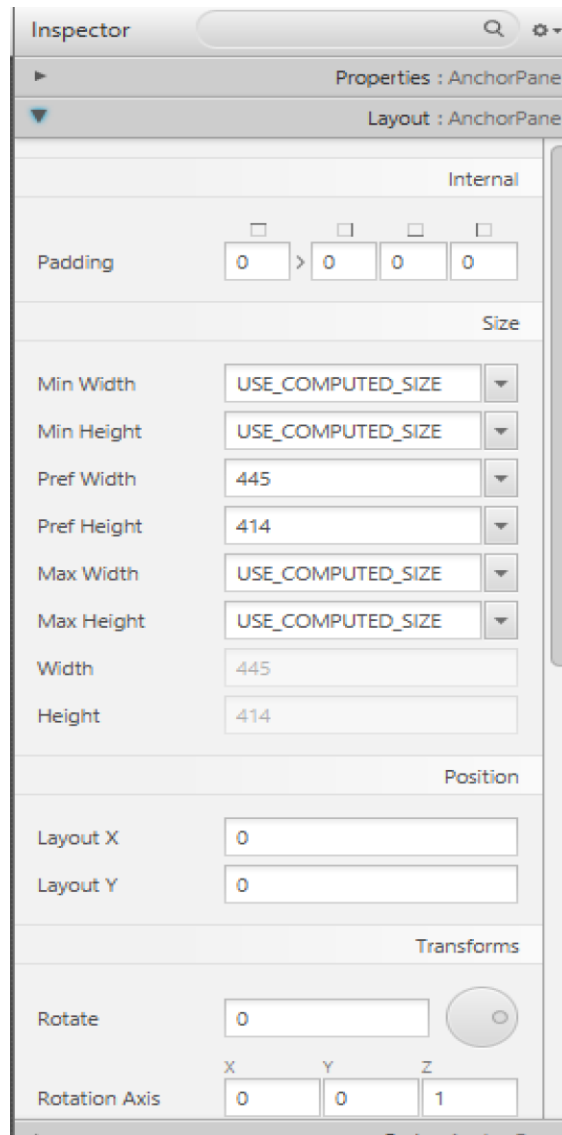 Inspector
Properties : AnchorPane
Layout : AnchorPane
Internal
Padding 0 > 0 0 0
Size
Min Width USE_COMPUTED_SIZE
Min Height USE_COMPUTED_SIZE
Pref Width 445
Pref Height 414
Max Width USE_COMPUTED_SIZE
Max Height USE_COMPUTED_SIZE
Width 445
Height 414
Position
Layout X 0
Layout Y 0
Transforms
Rotate 0
X Y Z
Rotation Axis 0 0 1